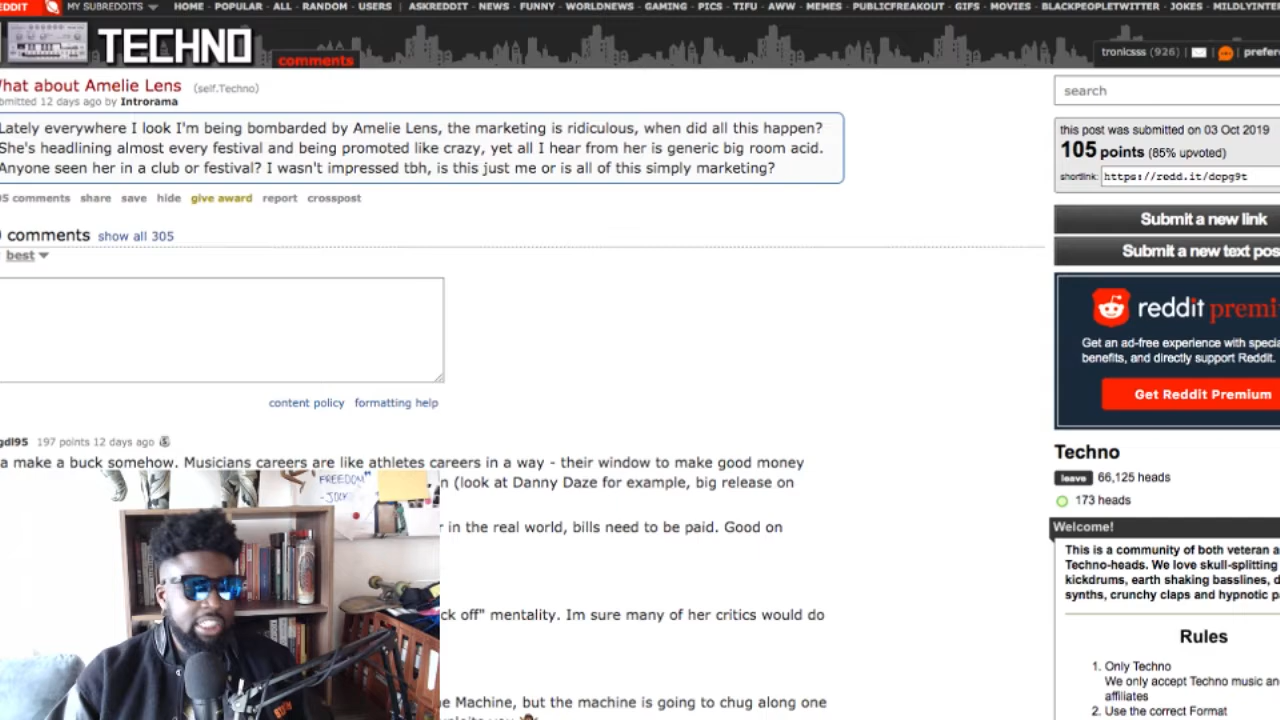 EDDIT MY SUBREDDITS HOME - POPULAR - ALL - RANDOM - USERS | ASKREDDIT - NEWS - FUNNY - WORLDNEWS - GAMING - PICS - TIFU - AWW - MEMES - PUBLICFREAKOUT - GIFS - MOVIES - BLACKPEOPLETWITTER - JOKES - MILDLYINTER
TECHNO comments
tronicsss (926) | | prefer
hat about Amelie Lens (self.Techno)
bmitted 12 days ago by Introrama
Lately everywhere I look I'm being bombarded by Amelie Lens, the marketing is ridiculous, when did all this happen?
She's headlining almost every festival and being promoted like crazy, yet all I hear from her is generic big room acid.
Anyone seen her in a club or festival? I wasn't impressed tbh, is this just me or is all of this simply marketing?
05 comments share save hide give award report crosspost
comments show all 305
best
content policy formatting help
gdl95 197 points 12 days ago
a make a buck somehow. Musicians careers are like athletes careers in a way - their window to make good money
n (look at Danny Daze for example, big release on
r in the real world, bills need to be paid. Good on
ck off" mentality. Im sure many of her critics would do
e Machine, but the machine is going to chug along one
FREEDOM"
search
this post was submitted on 03 Oct 2019
105 points (85% upvoted)
shortlink: https://redd.it/dcpg9t
Submit a new link
Submit a new text pos
reddit premi
Get an ad-free experience with specia
benefits, and directly support Reddit.
Get Reddit Premium
Techno
leave 66,125 heads
173 heads
Welcome!
This is a community of both veteran a
Techno-heads. We love skull-splitting
kickdrums, earth shaking basslines, d
synths, crunchy claps and hypnotic p
Rules
1. Only Techno
We only accept Techno music an
affiliates
2. Use the correct Format